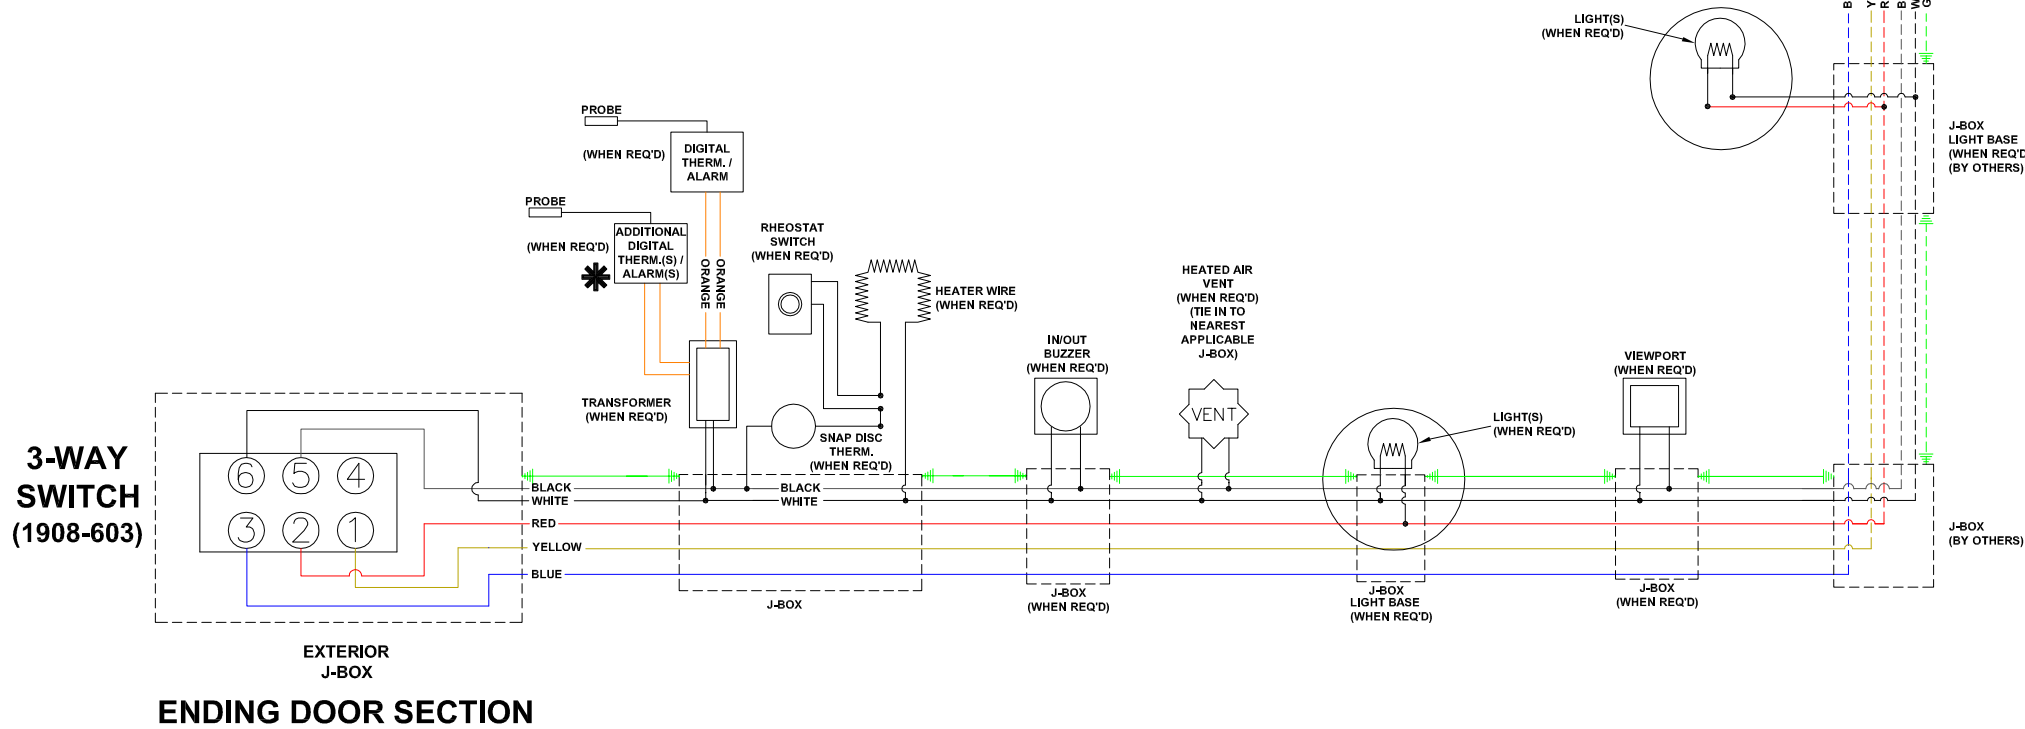 LIGHT(S)
(WHEN REQ'D)
B
Y
R
B
W
G
J-BOX
LIGHT BASE
(WHEN REQ'D
(BY OTHERS)
PROBE
(WHEN REQ'D)
DIGITAL
THERM. /
ALARM
PROBE
(WHEN REQ'D)
ADDITIONAL
DIGITAL
THERM.(S) /
ALARM(S)
ORANGE
ORANGE
RHEOSTAT
SWITCH
(WHEN REQ'D)
HEATER WIRE
(WHEN REQ'D)
HEATED AIR
VENT
(WHEN REQ'D)
(TIE IN TO
NEAREST
APPLICABLE
J-BOX)
IN/OUT
BUZZER
(WHEN REQ'D)
VIEWPORT
(WHEN REQ'D)
TRANSFORMER
(WHEN REQ'D)
VENT
LIGHT(S)
(WHEN REQ'D)
SNAP DISC
THERM.
(WHEN REQ'D)
3-WAY
SWITCH
(1908-603)
6 5 4
3 2 1
BLACK
WHITE
BLACK
WHITE
RED
YELLOW
BLUE
J-BOX
(BY OTHERS)
J-BOX
J-BOX
(WHEN REQ'D)
J-BOX
LIGHT BASE
(WHEN REQ'D)
J-BOX
(WHEN REQ'D)
EXTERIOR
J-BOX
ENDING DOOR SECTION